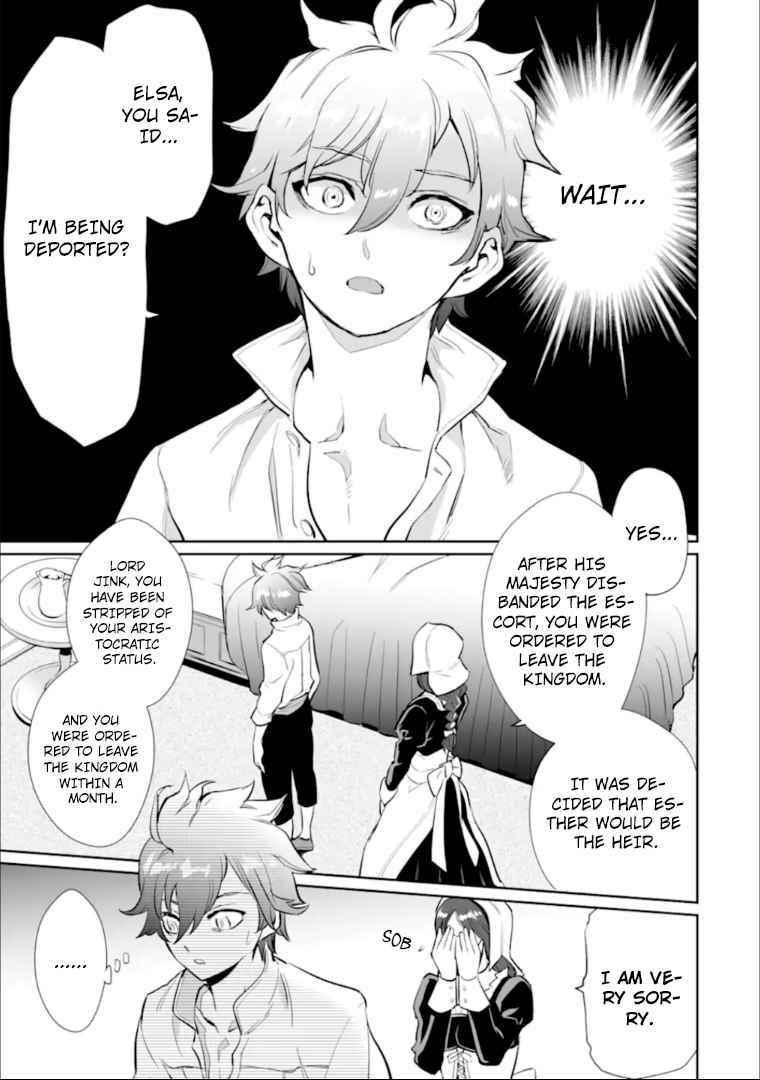 WAIT...
ELSA,
YOU SA-
ID...
I'M BEING
DEPORTED?
YES...
AFTER HIS
MAJESTY DIS-
BANDED THE ES-
CORT, YOU WERE
ORDERED TO
LEAVE THE
KINGDOM.
IT WAS DE-
CIDED THAT ES-
THER WOULD BE
THE HEIR.
LORD
JINK, YOU
HAVE BEEN
STRIPPED OF
YOUR ARIS-
TOCRATIC
STATUS.
AND YOU
WERE ORDE-
RED TO LEAVE
THE KINGDOM
WITHIN A
MONTH.
I AM VE-
RY SOR-
RY.
SOB
......